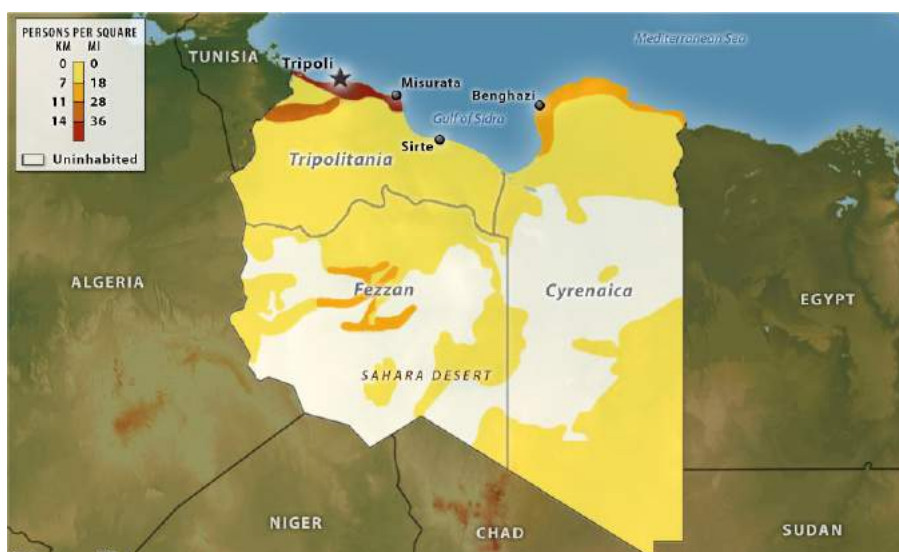 PERSONS PER SQUARE
KM MI
0 0
7 18
11 28
14 36
Uninhabited
TUNISIA
Tripoli
Misurata
Benghazi
Mediterranean Sea
Gulf of Sidra
Sirte
Tripolitania
ALGERIA
Fezzan
Cyrenaica
EGYPT
SAHARA DESERT
NIGER
CHAD
SUDAN